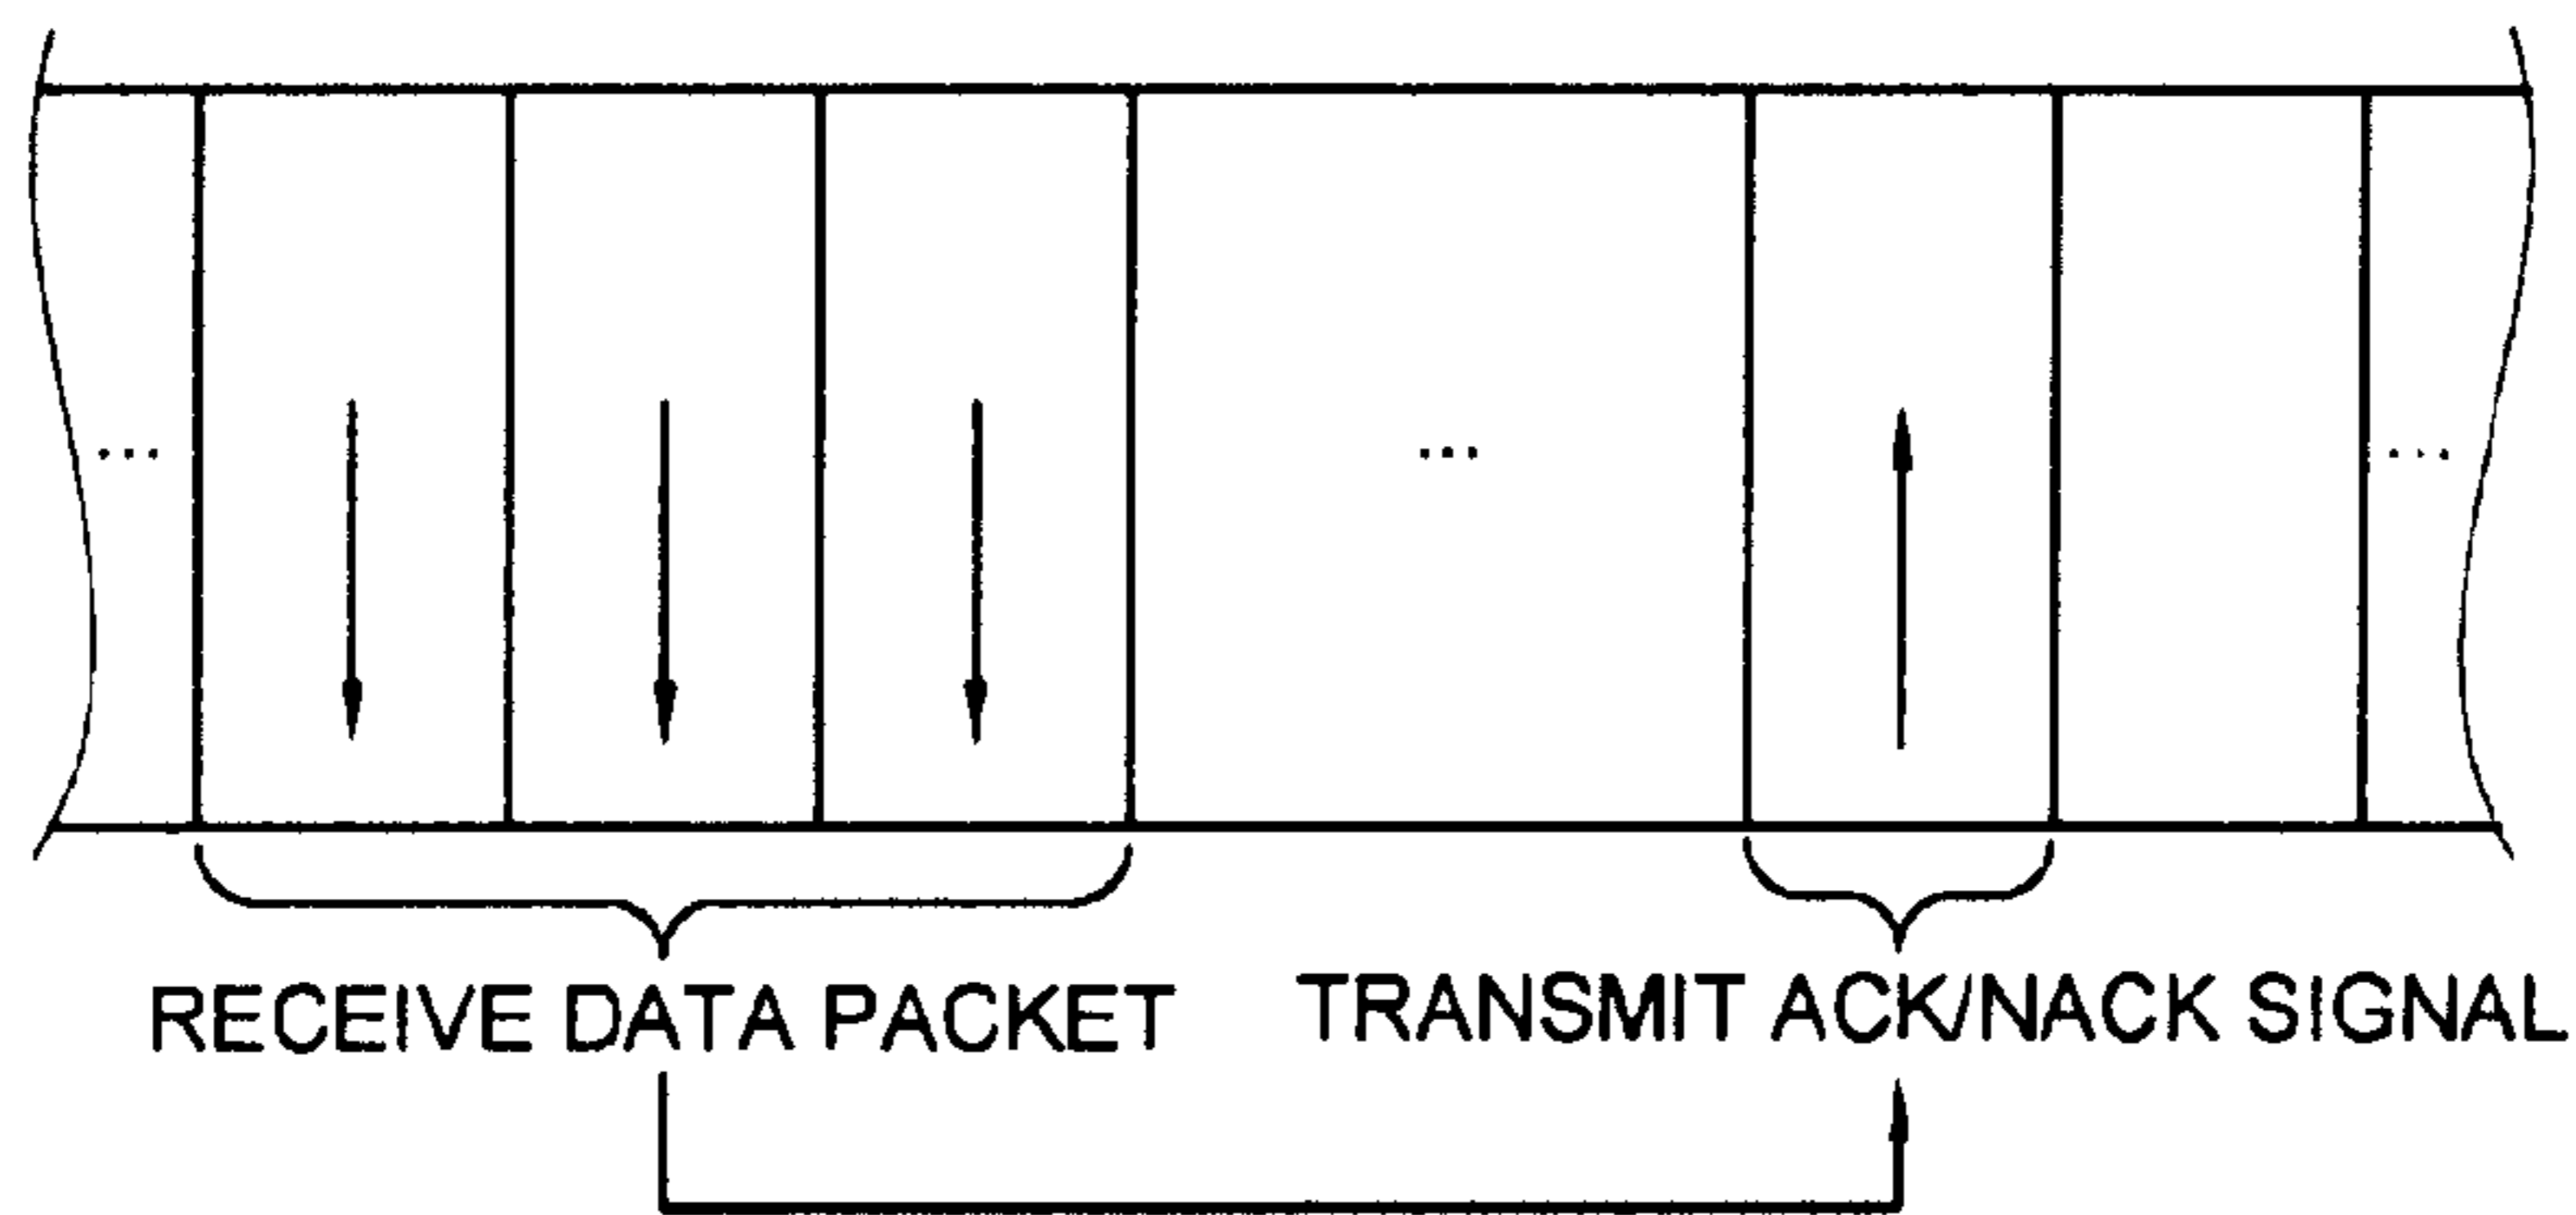 ... ... ...
RECEIVE DATA PACKET TRANSMIT ACK/NACK SIGNAL